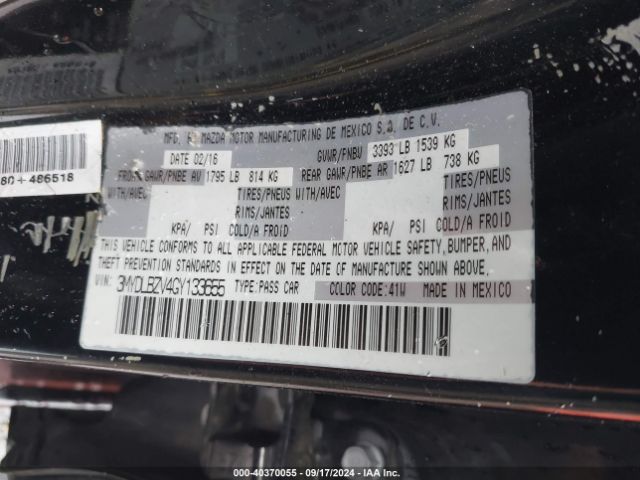 MFD. BY MAZDA MOTOR MANUFACTURING DE MEXICO S.A. DE C.V.
DATE 02/16 GVWR/PNBV 3393 LB 1539 KG
FRONT GAWR/PNBE AV 1795 LB 814 KG REAR GAWR/PNBE AR 1627 LB 738 KG
WITH/AVEC TIRES/PNEUS WITH/AVEC TIRES/PNEUS
RIMS/JANTES RIMS/JANTES
KPA/ PSI COLD/A FROID KPA/ PSI COLD/A FROID
THIS VEHICLE CONFORMS TO ALL APPLICABLE FEDERAL MOTOR VEHICLE SAFETY, BUMPER, AND
THEFT PREVENTION STANDARDS IN EFFECT ON THE DATE OF MANUFACTURE SHOWN ABOVE.
VIN: 3MYDLBZV4GY133665 TYPE:PASS CAR COLOR CODE:41W MADE IN MEXICO
000-40370055 - 09/17/2024 - IAA Inc.